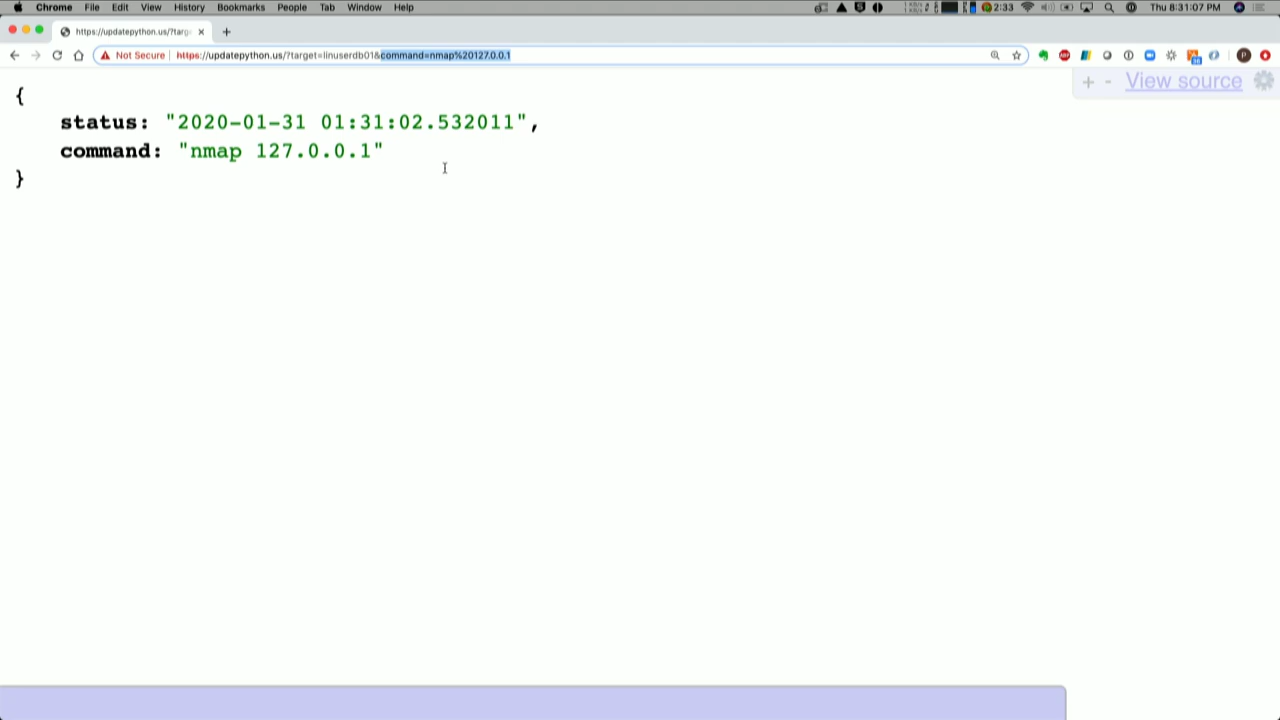 Chrome File Edit View History Bookmarks People Tab Window Help 2:33 Thu 8:31:07 PM
https://updatepython.us/?targ
Not Secure https://updatepython.us/?target=linuserdb01&command=nmap%20127.0.0.1 P
+ - View source
{
status: "2020-01-31 01:31:02.532011",
command: "nmap 127.0.0.1"
}